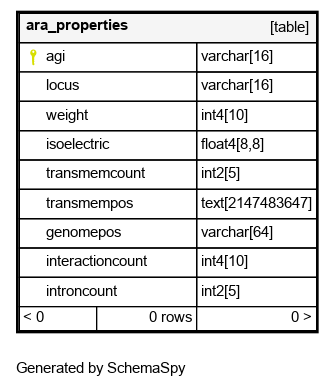 ara_properties [table]
agi varchar[16]
locus varchar[16]
weight int4[10]
isoelectric float4[8,8]
transmemcount int2[5]
transmempos text[2147483647]
genomepos varchar[64]
interactioncount int4[10]
introncount int2[5]
< 0 0 rows 0 >
Generated by SchemaSpy